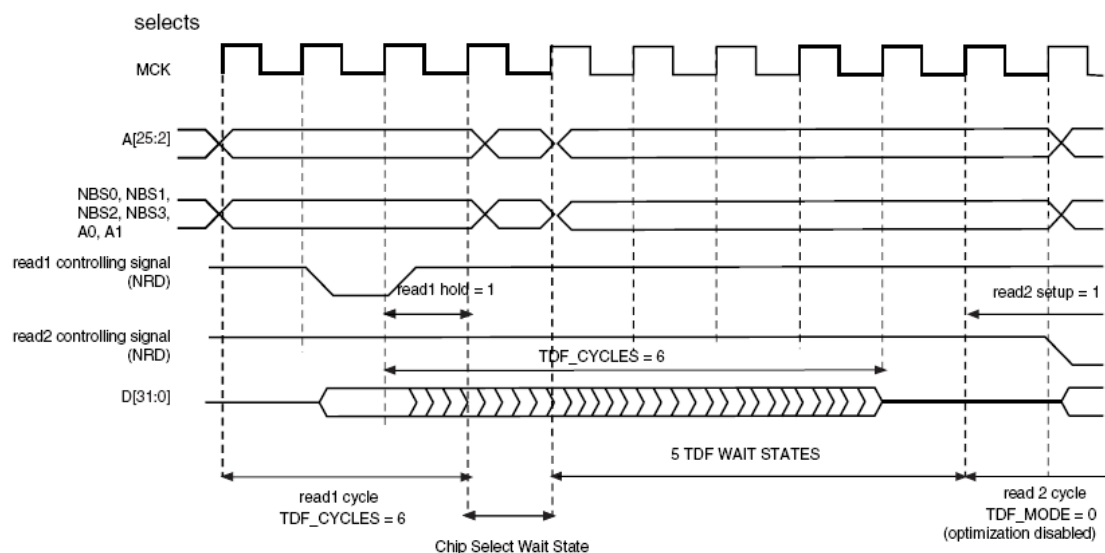 selects
MCK
A[25:2]
NBS0, NBS1,
NBS2, NBS3,
A0, A1
read1 controlling signal
(NRD)
read1 hold = 1
read2 setup = 1
read2 controlling signal
(NRD)
TDF_CYCLES = 6
D[31:0]
5 TDF WAIT STATES
read1 cycle
TDF_CYCLES = 6
read 2 cycle
TDF_MODE = 0
(optimization disabled)
Chip Select Wait State